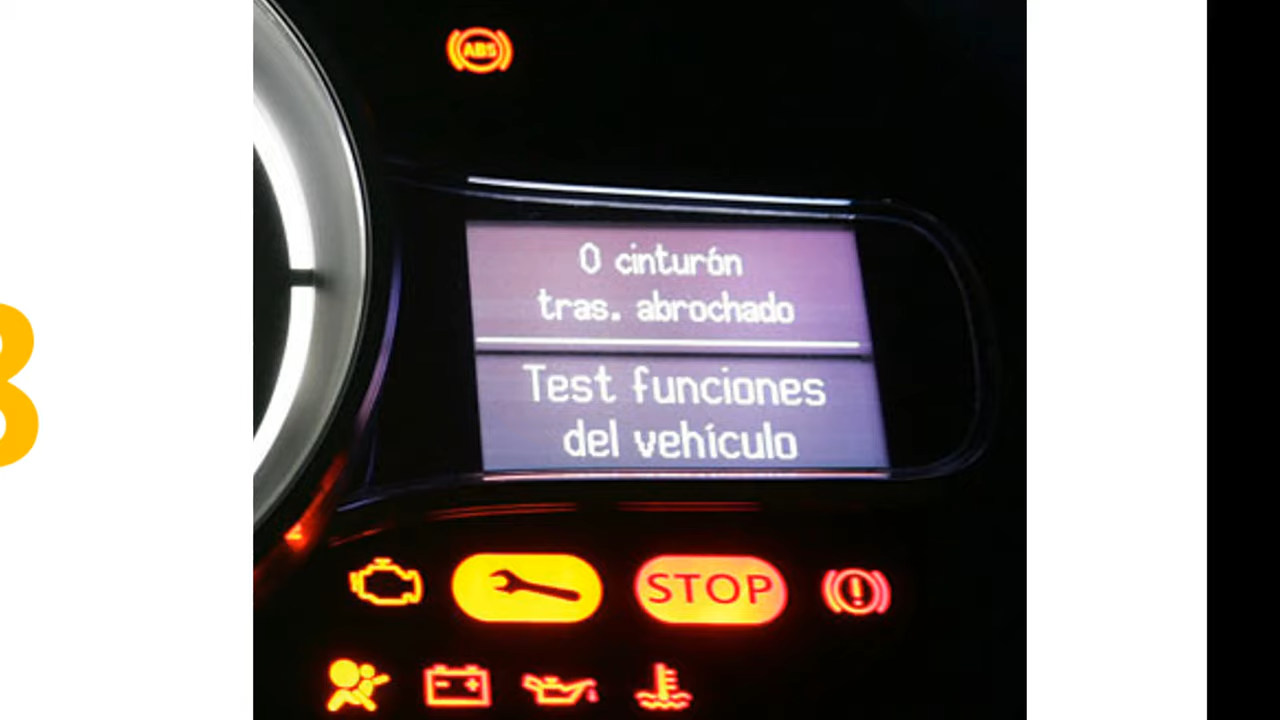 ABS
0 cinturón
tras. abrochado
Test funciones
del vehículo
STOP